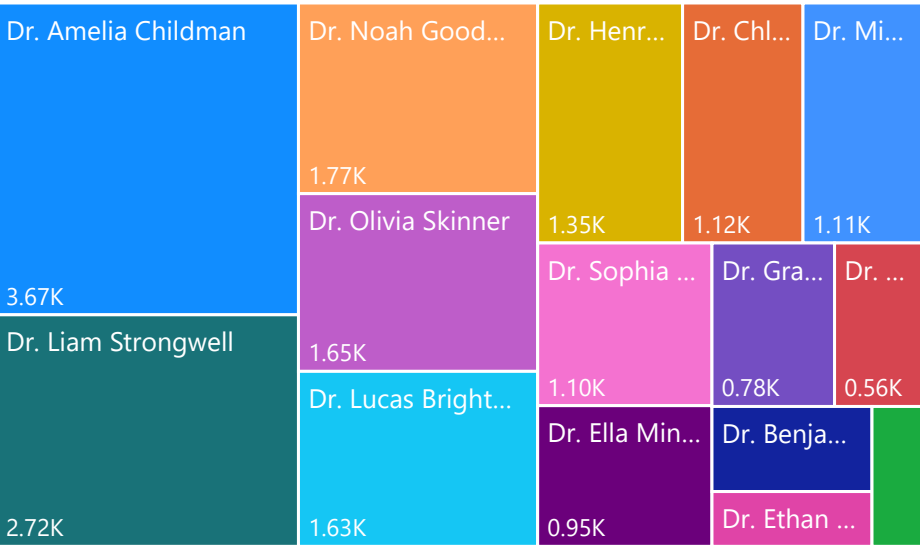 Dr. Amelia Childman
3.67K
Dr. Liam Strongwell
2.72K
Dr. Noah Good...
1.77K
Dr. Olivia Skinner
1.65K
Dr. Lucas Bright...
1.63K
Dr. Henr...
1.35K
Dr. Chl...
1.12K
Dr. Mi...
1.11K
Dr. Sophia ...
1.10K
Dr. Ella Min...
0.95K
Dr. Gra...
0.78K
Dr. ...
0.56K
Dr. Benja...
Dr. Ethan ...